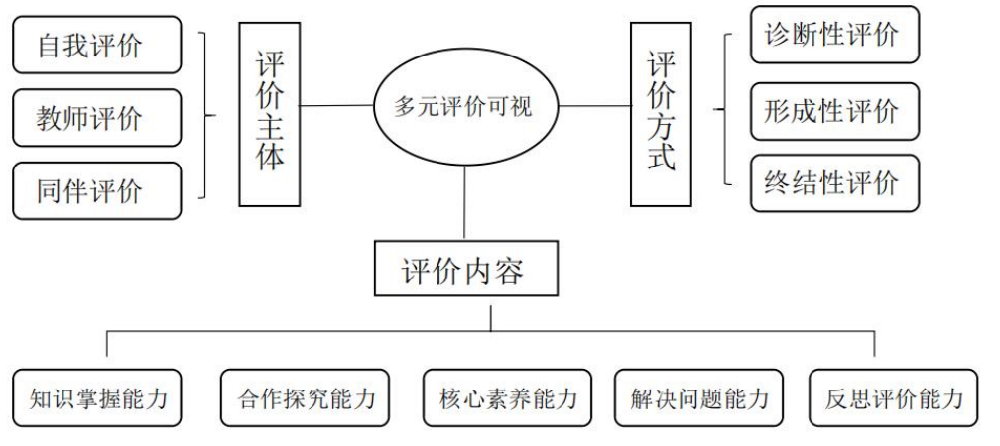 自我评价
教师评价
同伴评价
评价主体
多元评价可视
评价方式
诊断性评价
形成性评价
终结性评价
评价内容
知识掌握能力
合作探究能力
核心素养能力
解决问题能力
反思评价能力